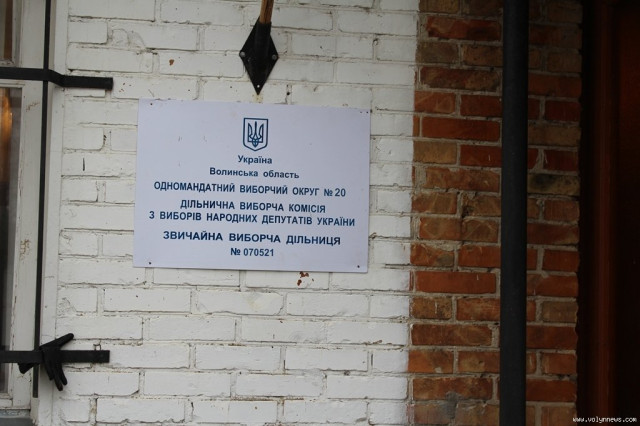 Україна
Волинська область
ОДНОМАНДАТНИЙ ВИБОРЧИЙ ОКРУГ № 20
ДІЛЬНИЧНА ВИБОРЧА КОМІСІЯ
З ВИБОРІВ НАРОДНИХ ДЕПУТАТІВ УКРАЇНИ
ЗВИЧАЙНА ВИБОРЧА ДІЛЬНИЦЯ
№ 070521
www.volynnews.com